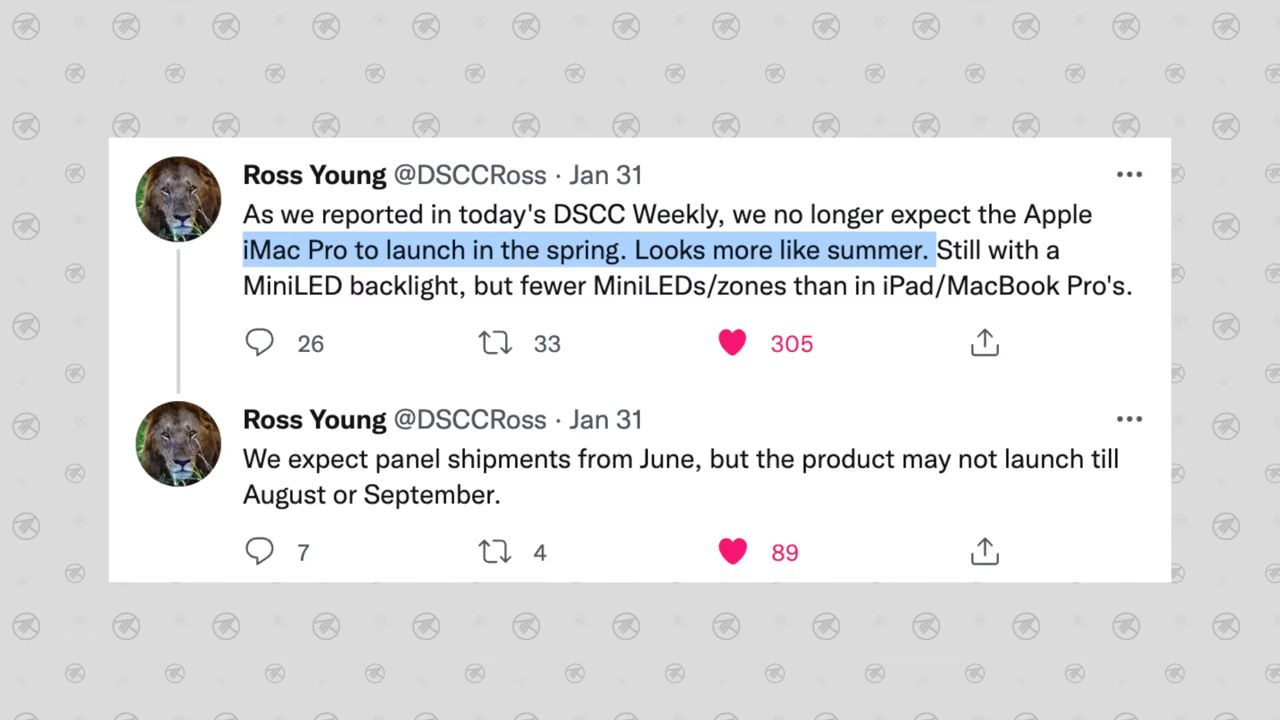 Ross Young @DSCCRoss · Jan 31
As we reported in today's DSCC Weekly, we no longer expect the Apple
iMac Pro to launch in the spring. Looks more like summer. Still with a
MiniLED backlight, but fewer MiniLEDs/zones than in iPad/MacBook Pro's.
26 33 305
Ross Young @DSCCRoss · Jan 31
We expect panel shipments from June, but the product may not launch till
August or September.
7 4 89